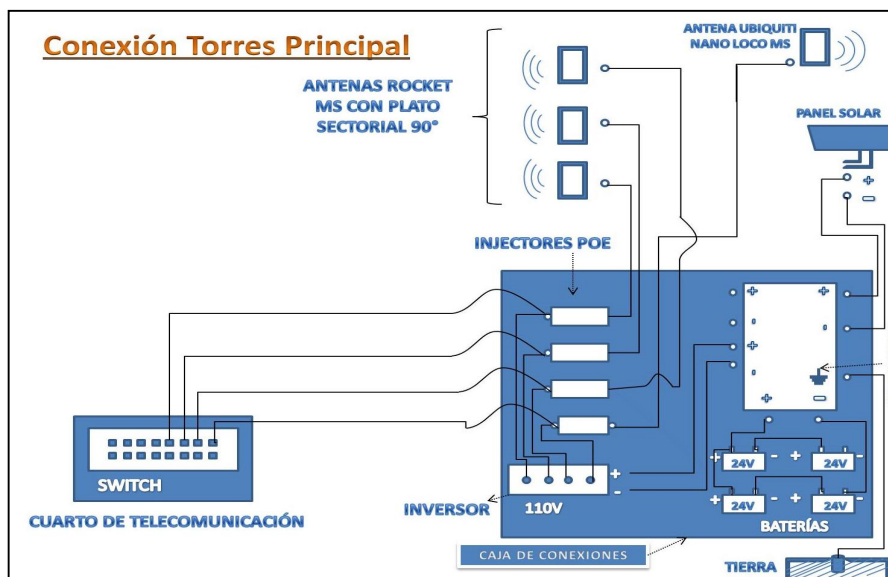 Conexión Torres Principal
ANTENAS ROCKET
MS CON PLATO
SECTORIAL 90°
ANTENA UBIQUITI
NANO LOCO MS
PANEL SOLAR
+
-
INJECTORES POE
+ +
- -
+
-
+ -
SWITCH
CUARTO DE TELECOMUNICACIÓN
INVERSOR
110V
+
-
+ 24V - + 24V -
+ 24V - + 24V -
BATERÍAS
CAJA DE CONEXIONES
TIERRA